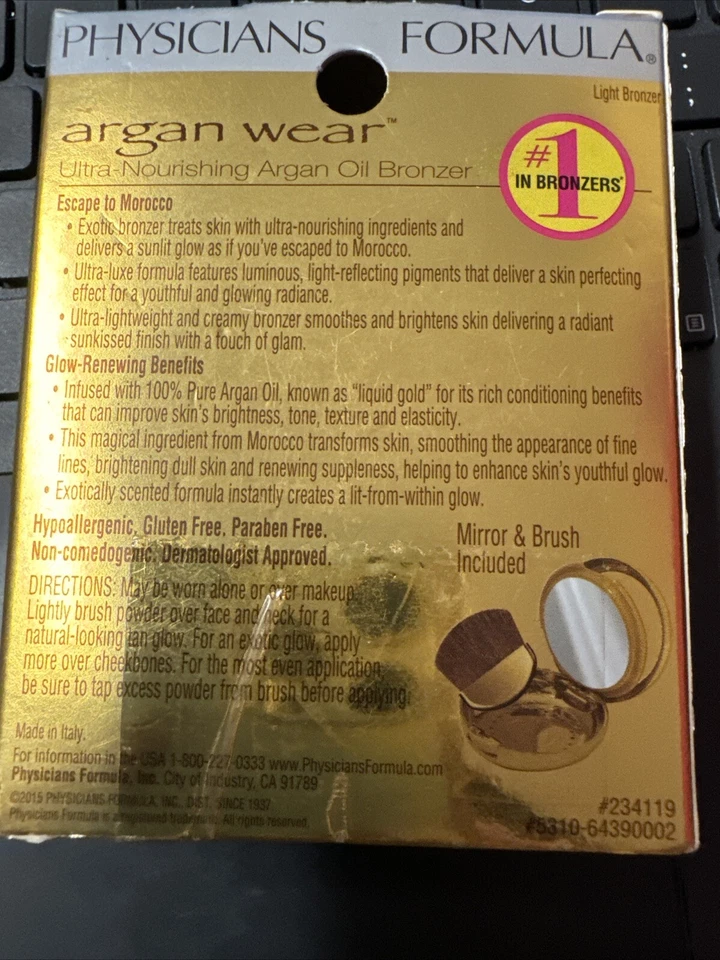 PHYSICIANS FORMULA®
Light Bronzer
argan wear™
Ultra-Nourishing Argan Oil Bronzer
#1
IN BRONZERS*
Escape to Morocco
• Exotic bronzer treats skin with ultra-nourishing ingredients and
delivers a sunlit glow as if you've escaped to Morocco.
• Ultra-luxe formula features luminous, light-reflecting pigments that deliver a skin perfecting
effect for a youthful and glowing radiance.
• Ultra-lightweight and creamy bronzer smoothes and brightens skin delivering a radiant
sunkissed finish with a touch of glam.
Glow-Renewing Benefits
• Infused with 100% Pure Argan Oil, known as "liquid gold" for its rich conditioning benefits
that can improve skin's brightness, tone, texture and elasticity.
• This magical ingredient from Morocco transforms skin, smoothing the appearance of fine
lines, brightening dull skin and renewing suppleness, helping to enhance skin's youthful glow.
• Exotically scented formula instantly creates a lit-from-within glow.
Hypoallergenic, Gluten Free, Paraben Free.
Non-comedogenic. Dermatologist Approved.
Mirror & Brush
Included
DIRECTIONS: May be worn alone or over makeup.
Lightly brush powder over face and neck for a
natural-looking tan glow. For an exotic glow, apply
more over cheekbones. For the most even application,
be sure to tap excess powder from brush before applying.
Made in Italy.
For information in the USA 1-800-227-0333 www.PhysiciansFormula.com
Physicians Formula, Inc. City of Industry, CA 91789
©2015 PHYSICIANS FORMULA, INC. DIST. SINCE 1937
Physicians Formula is a registered trademark. All rights reserved.
#234119
#5310-64390002